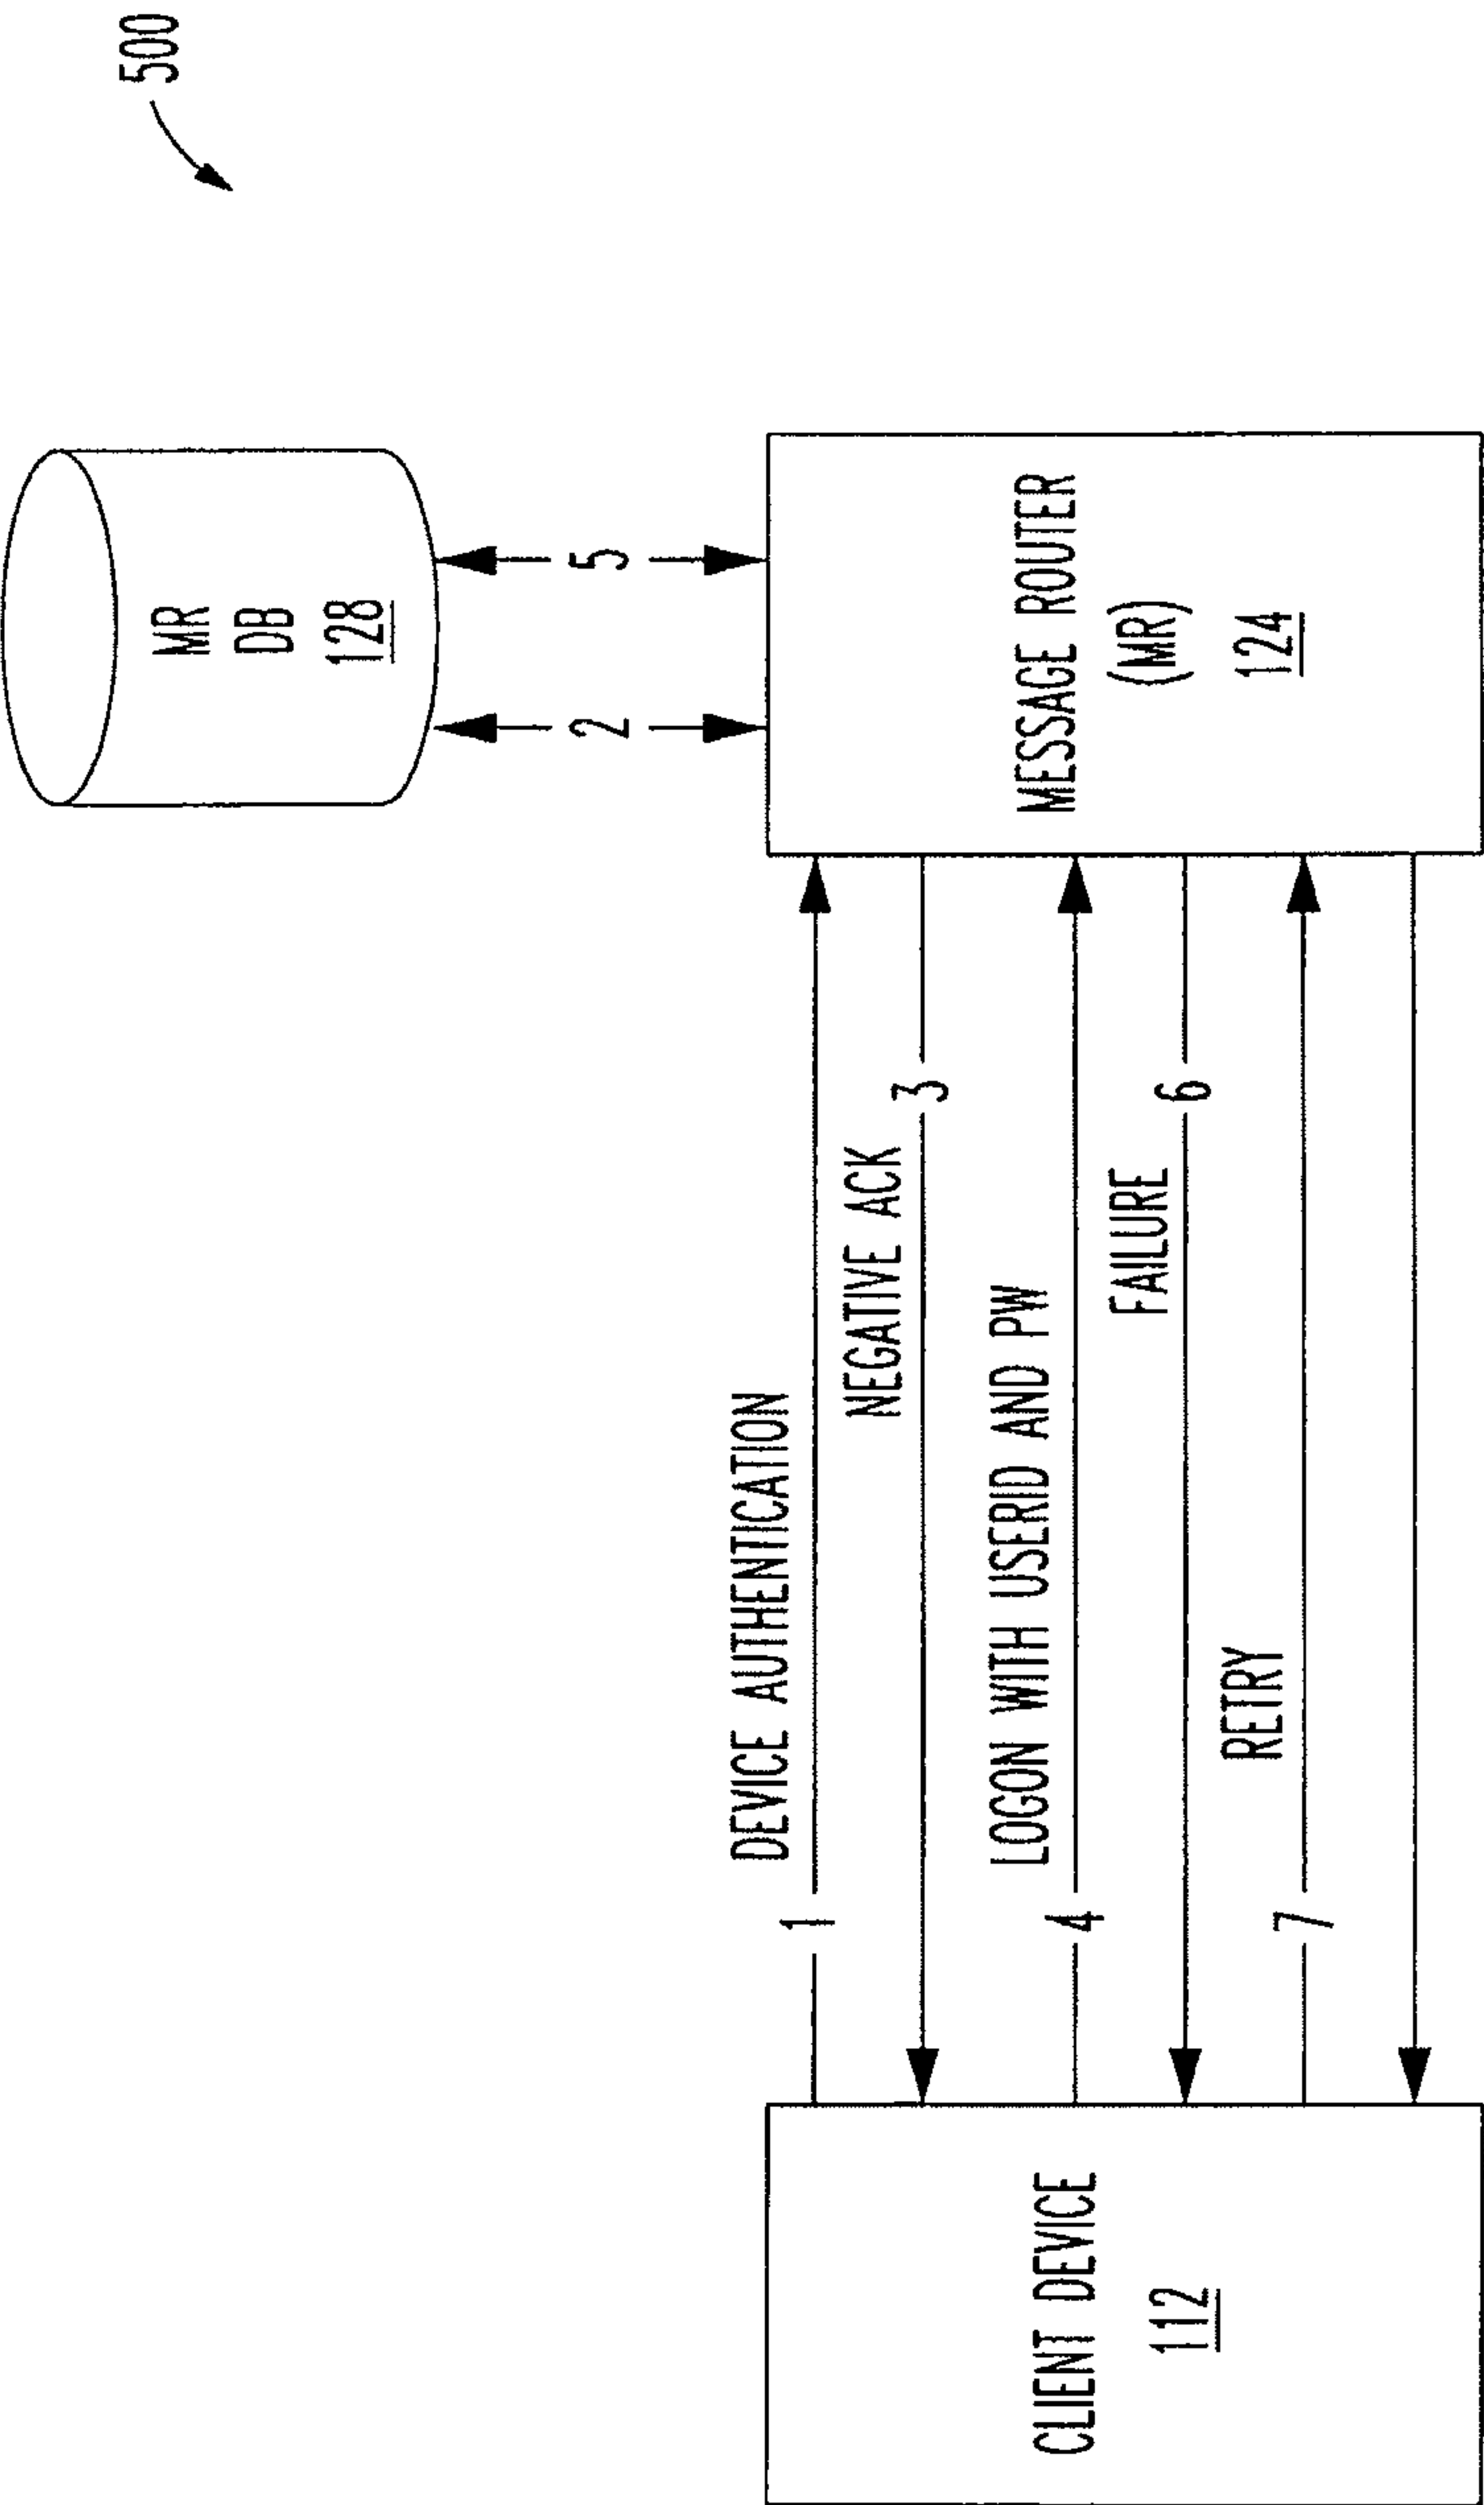 500
MR
DB
128
2
5
DEVICE AUTHENTICATION
1
NEGATIVE ACK
3
LOGON WITH USERID AND PW
4
FAILURE
6
RETRY
7
CLIENT DEVICE
112
MESSAGE ROUTER
(MR)
124